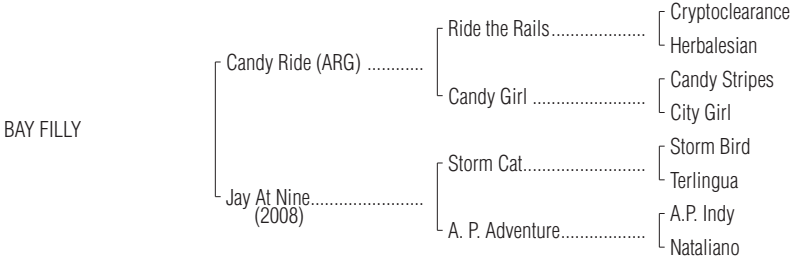 Cryptoclearance
Ride the Rails.....................
Herbalesian
Candy Ride (ARG) ............
Candy Stripes
Candy Girl .........................
City Girl
BAY FILLY
Storm Bird
Storm Cat...........................
Terlingua
Jay At Nine.........................
(2008)
A.P. Indy
A. P. Adventure...................
Nataliano